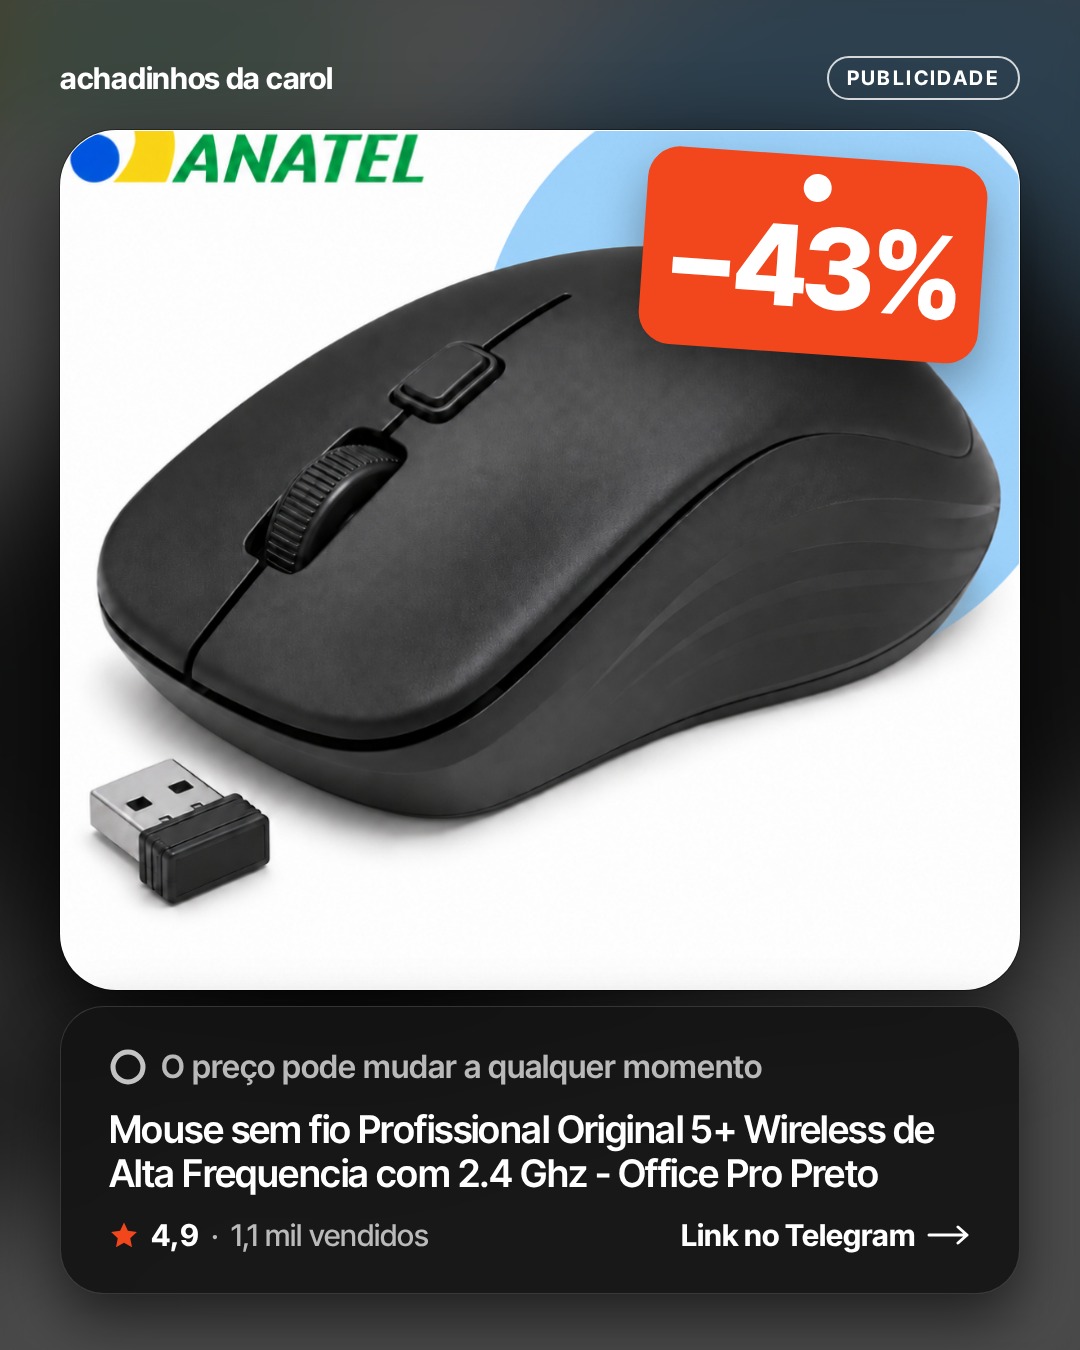 achadinhos da carol
PUBLICIDADE
ANATEL
–43%
O preço pode mudar a qualquer momento
Mouse sem fio Profissional Original 5+ Wireless de
Alta Frequencia com 2.4 Ghz - Office Pro Preto
4,9 · 1,1 mil vendidos
Link no Telegram →